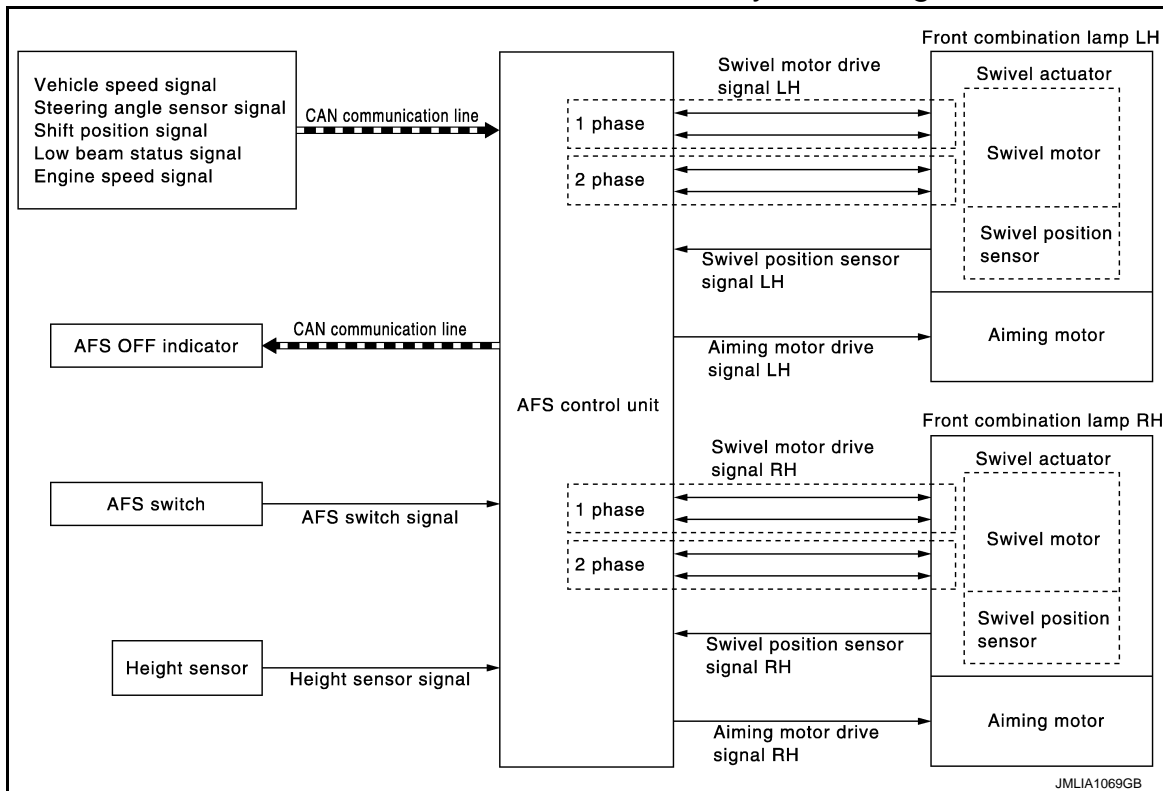 Vehicle speed signal
Steering angle sensor signal
Shift position signal
Low beam status signal
Engine speed signal
CAN communication line
AFS OFF indicator
CAN communication line
AFS switch
AFS switch signal
Height sensor
Height sensor signal
AFS control unit
1 phase
2 phase
1 phase
2 phase
Swivel motor drive
signal LH
Swivel position sensor
signal LH
Aiming motor drive
signal LH
Swivel motor drive
signal RH
Swivel position sensor
signal RH
Aiming motor drive
signal RH
Front combination lamp LH
Swivel actuator
Swivel motor
Swivel position
sensor
Aiming motor
Front combination lamp RH
Swivel actuator
Swivel motor
Swivel position
sensor
Aiming motor
JMLIA1069GB